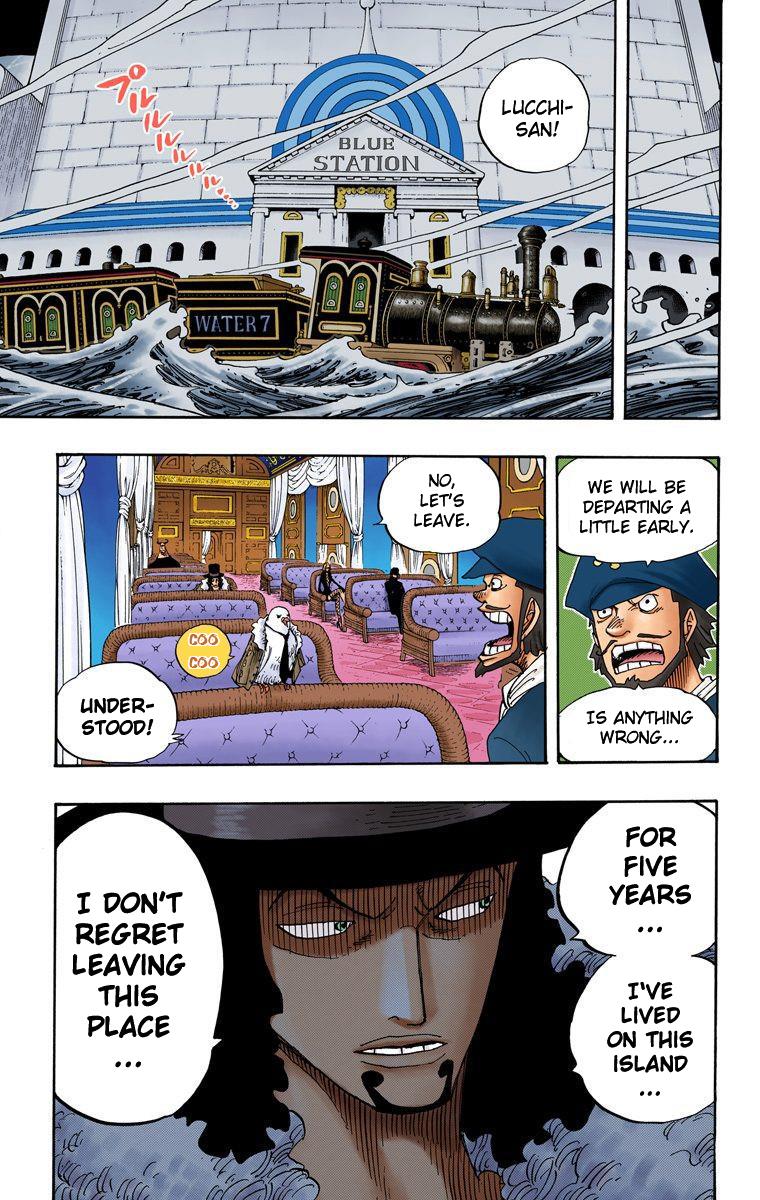 LUCCHI-
SAN!
プルルルルルルル...
BLUE
STATION
WATER 7
WE WILL BE
DEPARTING A
LITTLE EARLY.
IS ANYTHING
WRONG...
NO,
LET'S
LEAVE.
COO
COO
UNDER-
STOOD!
FOR
FIVE
YEARS
...
I'VE
LIVED
ON THIS
ISLAND
...
I DON'T
REGRET
LEAVING
THIS
PLACE
...